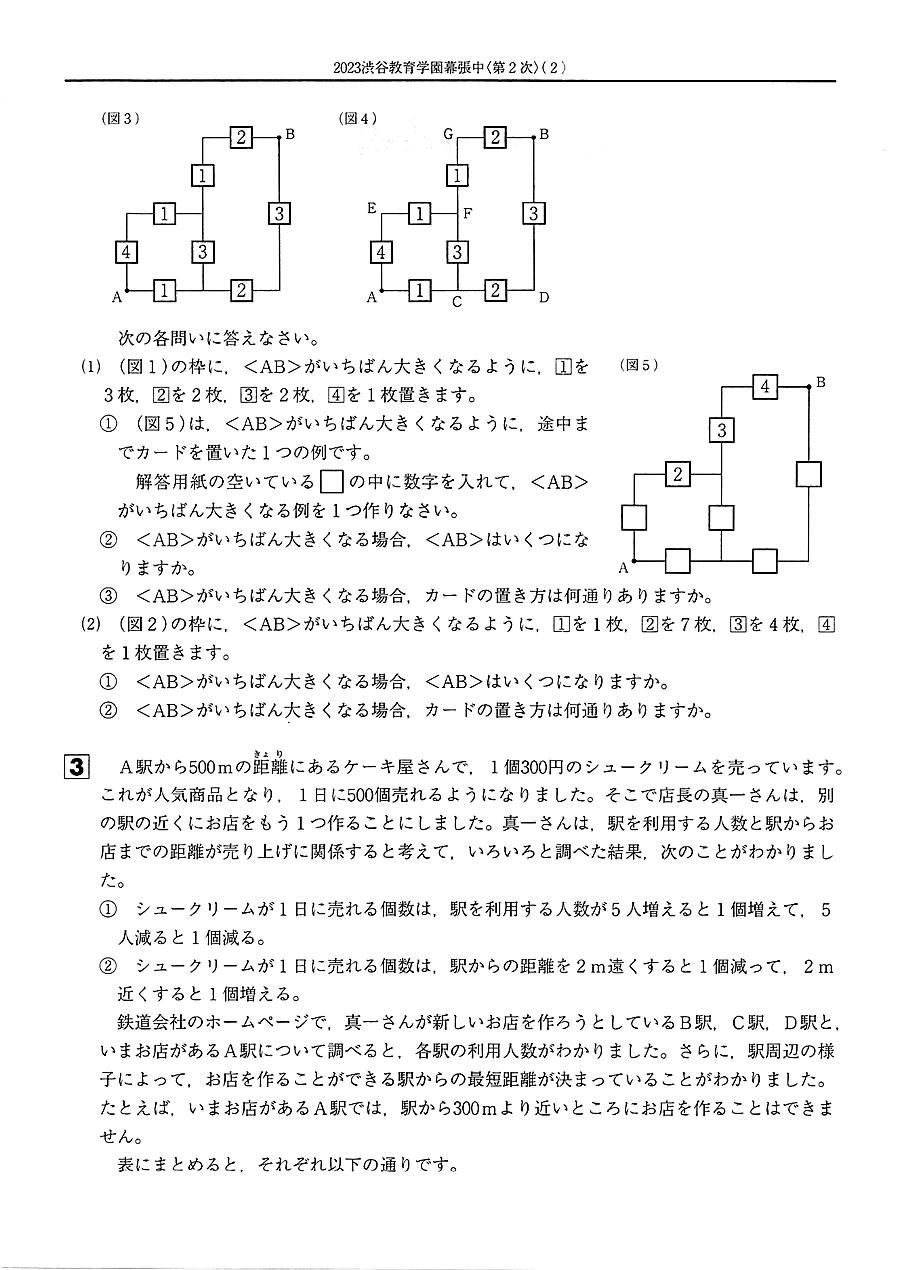 2023渋谷教育学園幕張中〈第2次〉(2)
(図3)
2
B
1
1
3
4
3
A
1
2
(図4)
G
2
B
1
E
1
F
3
4
3
A
1
C
2
D
次の各問いに答えなさい。
(1) (図1)の枠に,<AB>がいちばん大きくなるように,1を
3枚,2を2枚,3を2枚,4を1枚置きます。
① (図5)は,<AB>がいちばん大きくなるように,途中ま
でカードを置いた1つの例です。
解答用紙の空いている□の中に数字を入れて,<AB>
がいちばん大きくなる例を1つ作りなさい。
② <AB>がいちばん大きくなる場合,<AB>はいくつにな
りますか。
(図5)
4
B
3
2
A
③ <AB>がいちばん大きくなる場合,カードの置き方は何通りありますか。
(2) (図2)の枠に,<AB>がいちばん大きくなるように,1を1枚,2を7枚,3を4枚,4
を1枚置きます。
① <AB>がいちばん大きくなる場合,<AB>はいくつになりますか。
② <AB>がいちばん大きくなる場合,カードの置き方は何通りありますか。
きょり
3 A駅から500mの距離にあるケーキ屋さんで,1個300円のシュークリームを売っています。
これが人気商品となり,1日に500個売れるようになりました。そこで店長の真一さんは,別
の駅の近くにお店をもう1つ作ることにしました。真一さんは,駅を利用する人数と駅からお
店までの距離が売り上げに関係すると考えて,いろいろと調べた結果,次のことがわかりまし
た。
① シュークリームが1日に売れる個数は,駅を利用する人数が5人増えると1個増えて,5
人減ると1個減る。
② シュークリームが1日に売れる個数は,駅からの距離を2m遠くすると1個減って,2m
近くすると1個増える。
鉄道会社のホームページで,真一さんが新しいお店を作ろうとしているB駅,C駅,D駅と,
いまお店があるA駅について調べると,各駅の利用人数がわかりました。さらに,駅周辺の様
子によって,お店を作ることができる駅からの最短距離が決まっていることがわかりました。
たとえば,いまお店があるA駅では,駅から300mより近いところにお店を作ることはできま
せん。
表にまとめると,それぞれ以下の通りです。